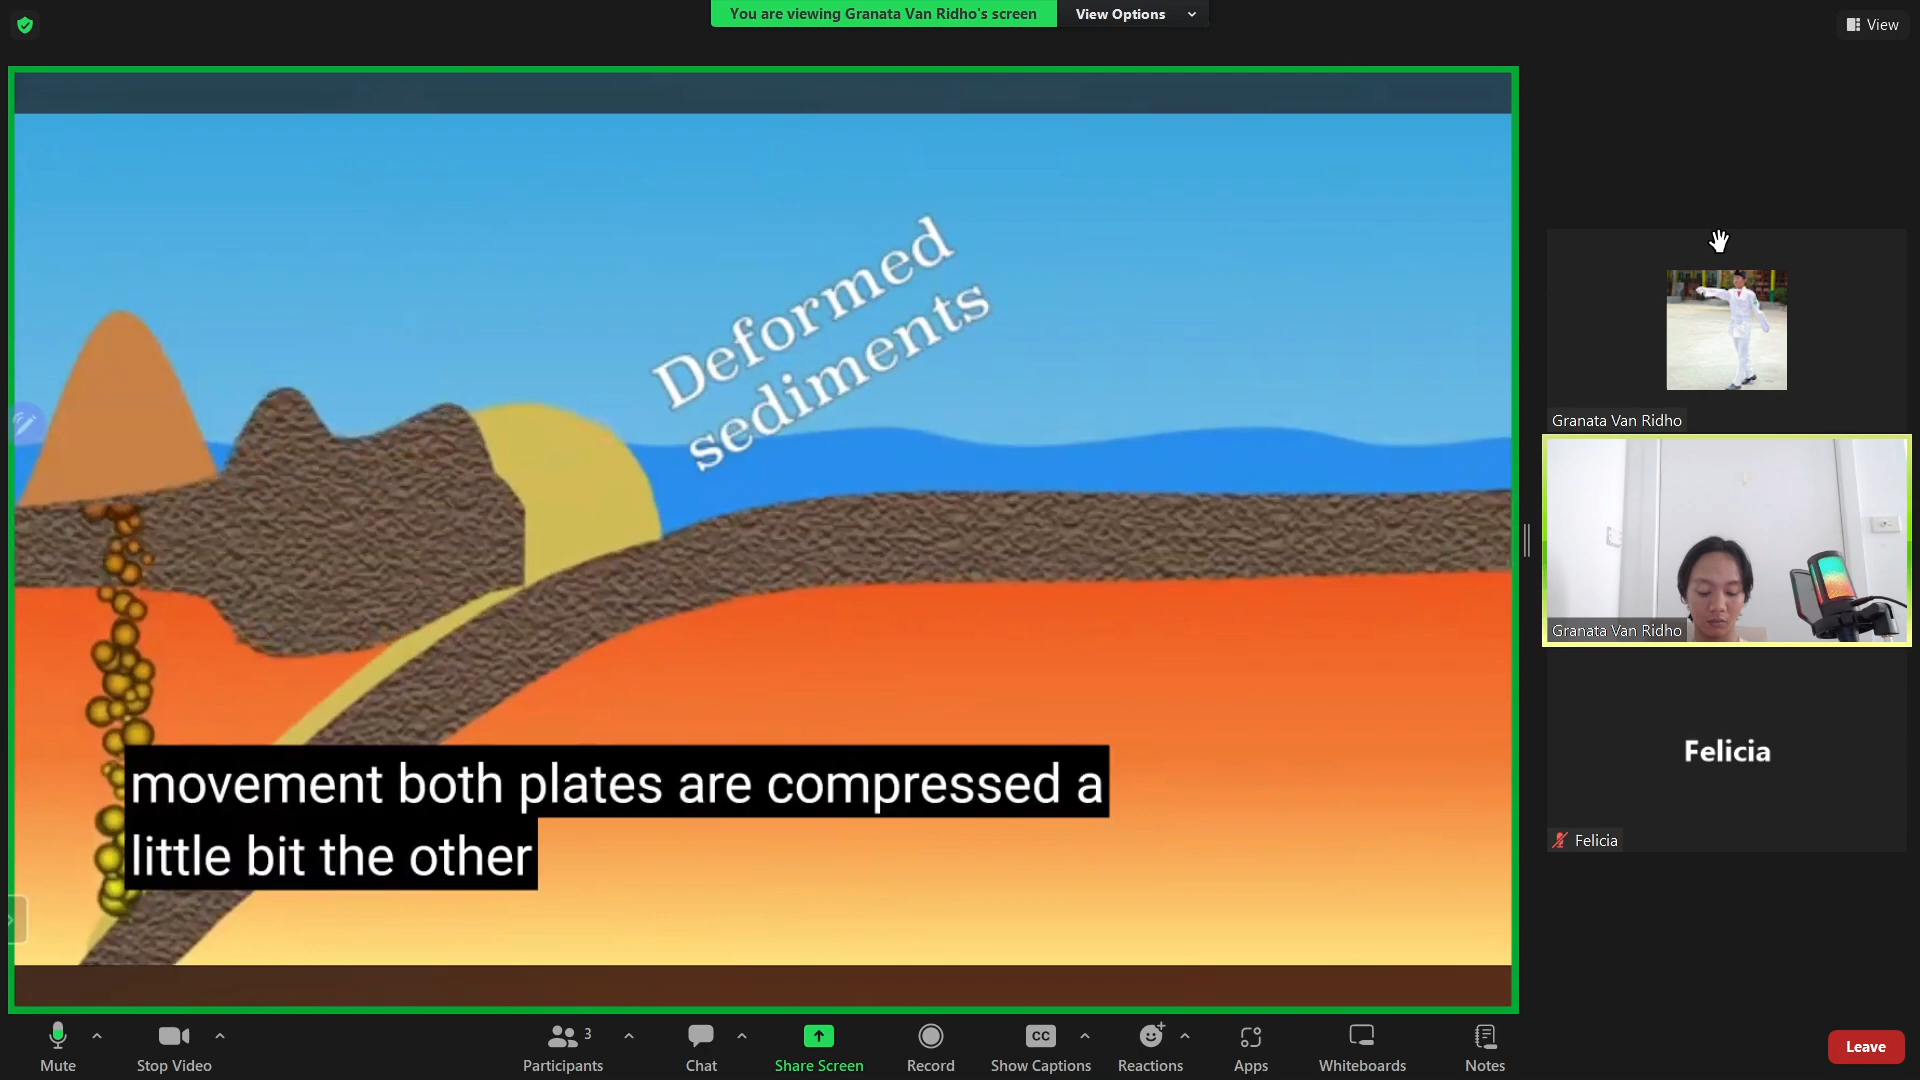 You are viewing Granata Van Ridho's screen
View Options
View
Deformed
sediments
movement both plates are compressed a
little bit the other
Granata Van Ridho
Granata Van Ridho
Felicia
Felicia
Mute
Stop Video
3
Participants
Chat
Share Screen
Record
CC
Show Captions
Reactions
Apps
Whiteboards
Notes
Leave